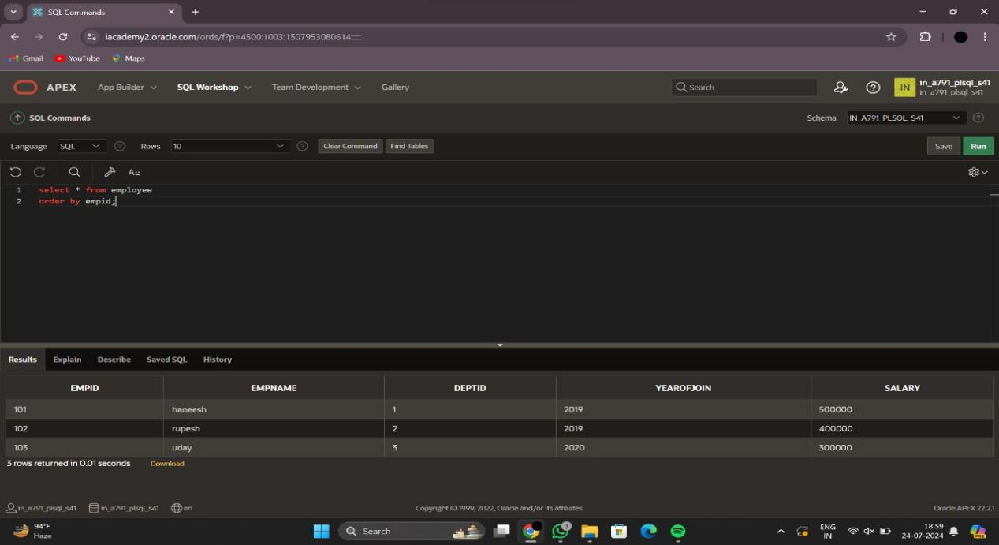 SQL Commands
iacademy2.oracle.com/ords/f?p=4500:1003:1507953080614:::::
Gmail YouTube Maps
APEX App Builder SQL Workshop Team Development Gallery Search IN in_a791_plsql_s41
in_a791_plsql_s41
SQL Commands Schema IN_A791_PLSQL_S41
Language SQL Rows 10 Clear Command Find Tables Save Run
A..
1 select * from employee
2 order by empid;
Results Explain Describe Saved SQL History
EMPID EMPNAME DEPTID YEAROFJOIN SALARY
101 haneesh 1 2019 500000
102 rupesh 2 2019 400000
103 uday 3 2020 300000
3 rows returned in 0.01 seconds Download
in_a791_plsql_s41 in_a791_plsql_s41 en Copyright © 1999, 2022, Oracle and/or its affiliates. Oracle APEX 22.2.1
94°F
Haze
Search
3
ENG
IN
18:59
24-07-2024
PRE